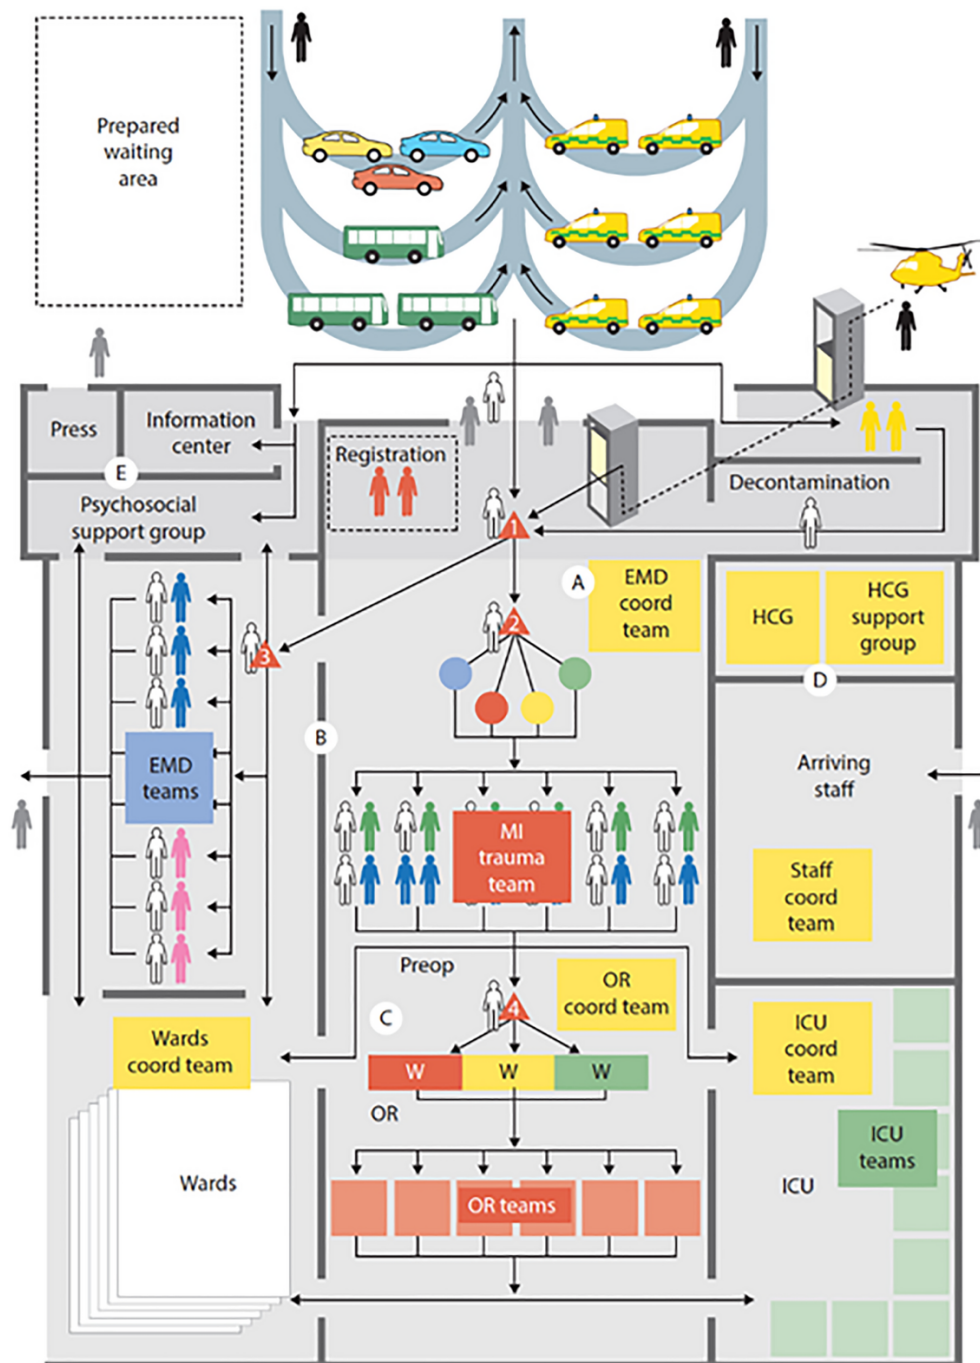 Prepared
waiting
area
Press
Information
center
E
Psychosocial
support group
Registration
Decontamination
1
A
EMD
coord
team
HCG
HCG
support
group
2
3
D
B
EMD
teams
Arriving
staff
MI
trauma
team
Staff
coord
team
Preop
OR
coord team
4
C
Wards
coord team
ICU
coord
team
W
W
W
OR
ICU
teams
Wards
ICU
OR teams